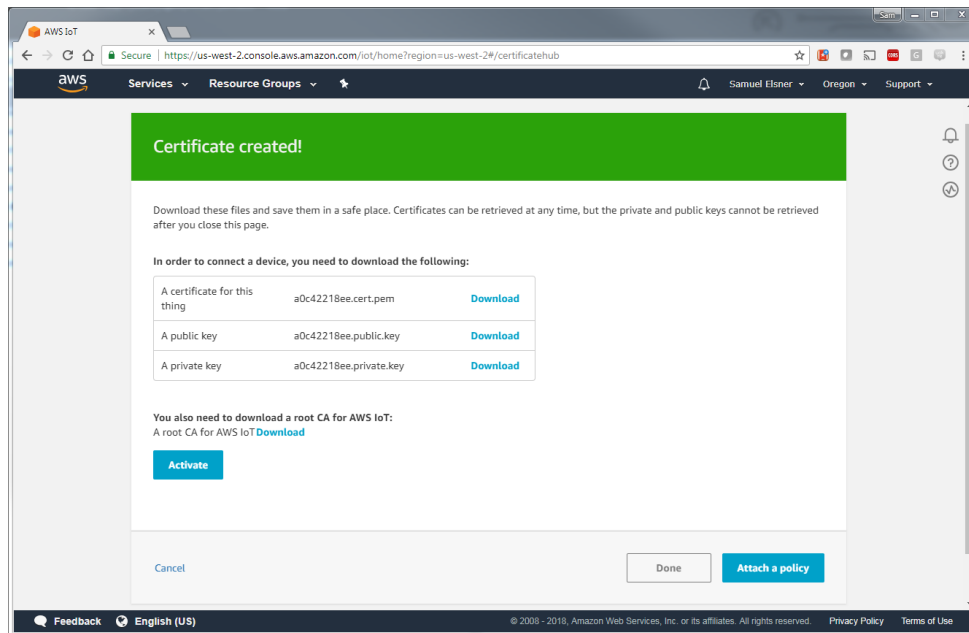 Sam
AWS IoT
Secure | https://us-west-2.console.aws.amazon.com/iot/home?region=us-west-2#/certificatehub
aws Services Resource Groups Samuel Elsner Oregon Support
Certificate created!
Download these files and save them in a safe place. Certificates can be retrieved at any time, but the private and public keys cannot be retrieved
after you close this page.
In order to connect a device, you need to download the following:
A certificate for this
thing a0c42218ee.cert.pem Download
A public key a0c42218ee.public.key Download
A private key a0c42218ee.private.key Download
You also need to download a root CA for AWS IoT:
A root CA for AWS IoT Download
Activate
Cancel Done Attach a policy
Feedback English (US) © 2008 - 2018, Amazon Web Services, Inc. or its affiliates. All rights reserved. Privacy Policy Terms of Use